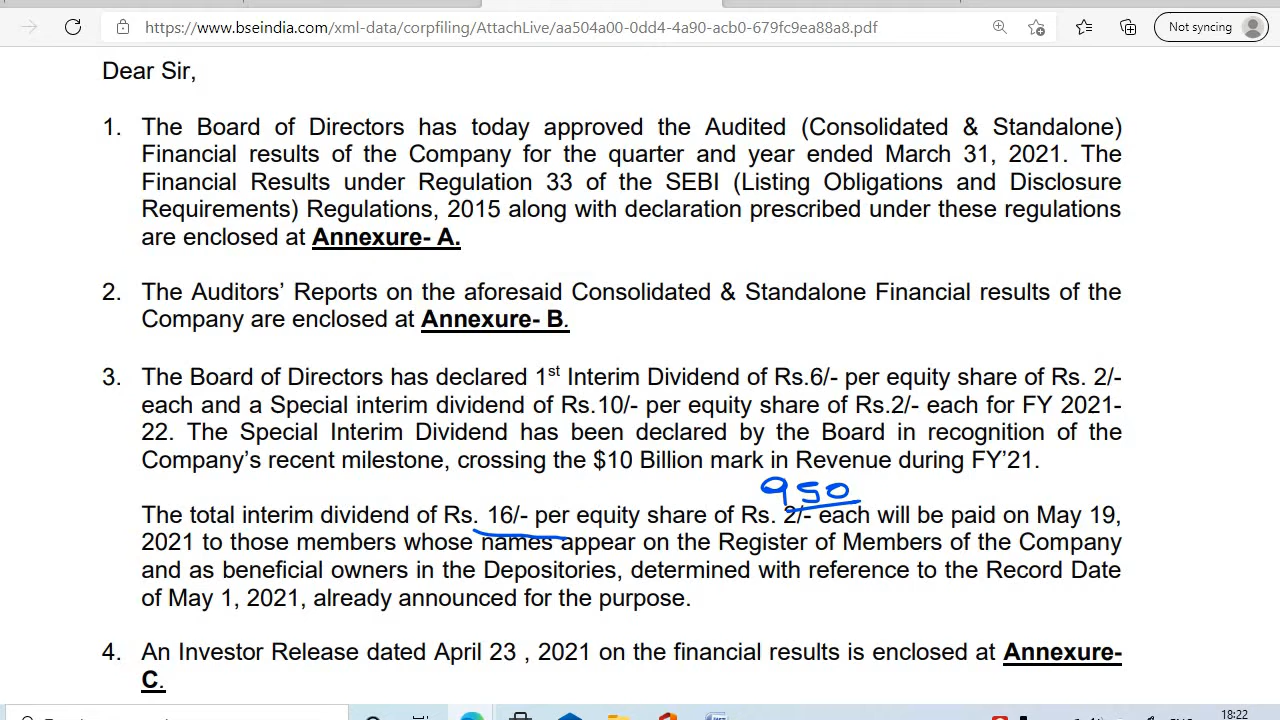 https://www.bseindia.com/xml-data/corpfiling/AttachLive/aa504a00-0dd4-4a90-acb0-679fc9ea88a8.pdf
Not syncing
Dear Sir,
1. The Board of Directors has today approved the Audited (Consolidated & Standalone)
Financial results of the Company for the quarter and year ended March 31, 2021. The
Financial Results under Regulation 33 of the SEBI (Listing Obligations and Disclosure
Requirements) Regulations, 2015 along with declaration prescribed under these regulations
are enclosed at Annexure- A.
2. The Auditors’ Reports on the aforesaid Consolidated & Standalone Financial results of the
Company are enclosed at Annexure- B.
3. The Board of Directors has declared 1st Interim Dividend of Rs.6/- per equity share of Rs. 2/-
each and a Special interim dividend of Rs.10/- per equity share of Rs.2/- each for FY 2021-
22. The Special Interim Dividend has been declared by the Board in recognition of the
Company’s recent milestone, crossing the $10 Billion mark in Revenue during FY’21.
950
The total interim dividend of Rs. 16/- per equity share of Rs. 2/- each will be paid on May 19,
2021 to those members whose names appear on the Register of Members of the Company
and as beneficial owners in the Depositories, determined with reference to the Record Date
of May 1, 2021, already announced for the purpose.
4. An Investor Release dated April 23 , 2021 on the financial results is enclosed at Annexure-
C.
18:22